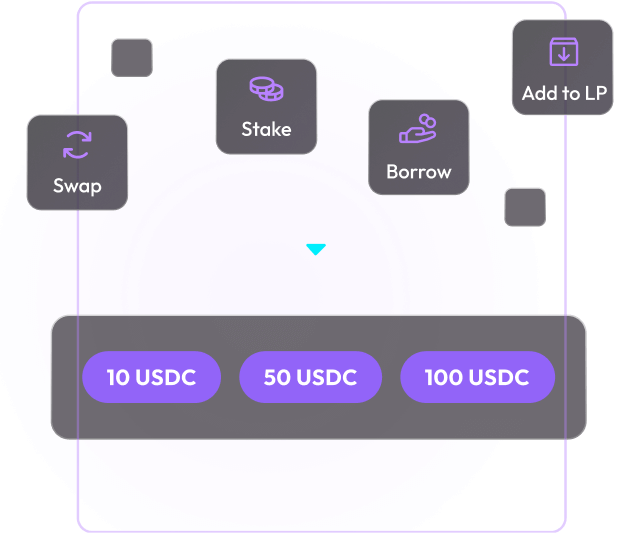 Add to LP
Stake
Borrow
Swap
10 USDC
50 USDC
100 USDC